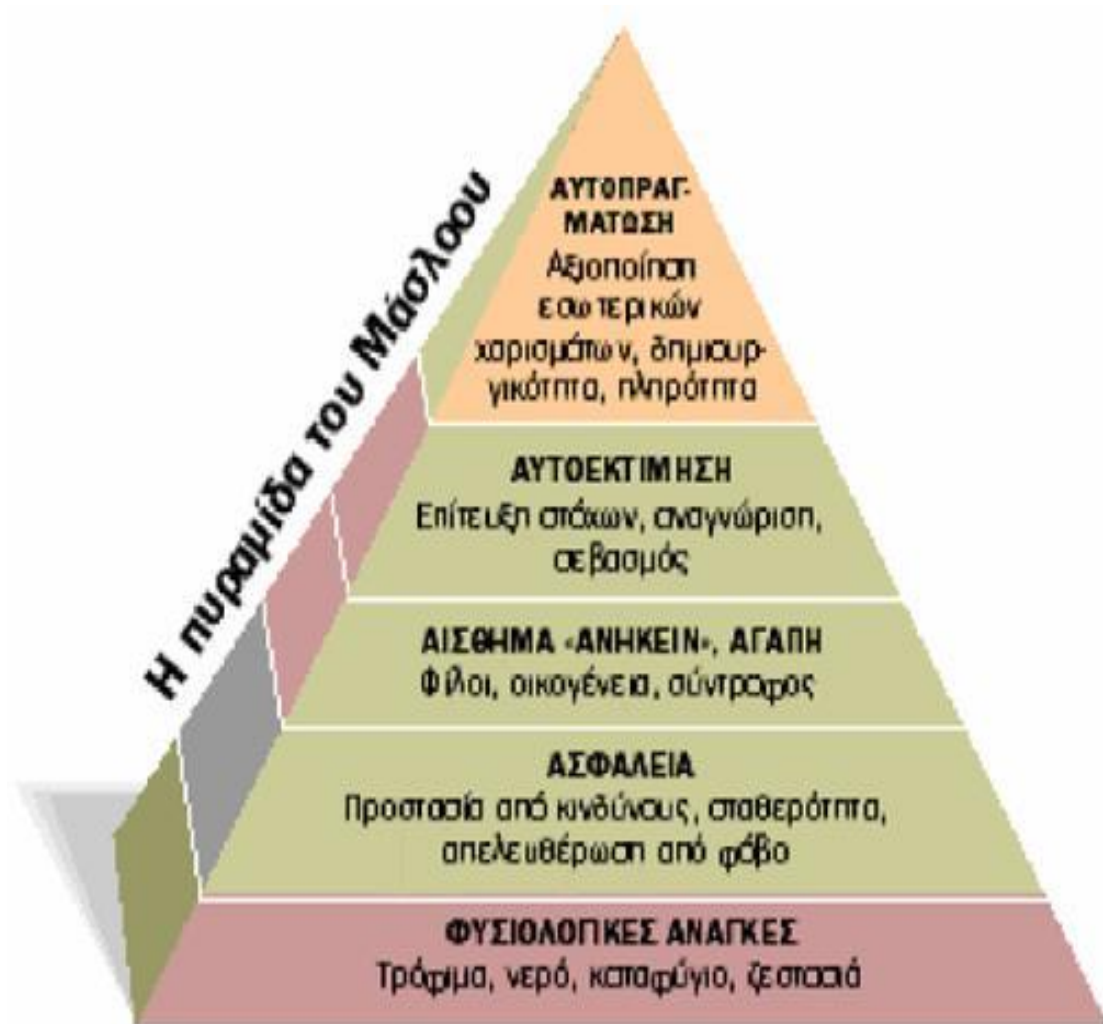 Η πυραμίδα του Μάσλοου
ΑΥΤΟΠΡΑΓ-
ΜΑΤΩΣΗ
Αξιοποίηση
εσωτερικών
χαρισμάτων, δημιουρ-
γικότητα, πληρότητα
ΑΥΤΟΕΚΤΙΜΗΣΗ
Επίτευξη στόχων, αναγνώριση,
σεβασμός
ΑΙΣΘΗΜΑ «ΑΝΗΚΕΙΝ», ΑΓΑΠΗ
Φίλοι, οικογένεια, σύντροφος
ΑΣΦΑΛΕΙΑ
Προστασία από κινδύνους, σταθερότητα,
απελευθέρωση από φόβο
ΦΥΣΙΟΛΟΓΙΚΕΣ ΑΝΑΓΚΕΣ
Τρόφιμα, νερό, καταφύγιο, ζεστασιά